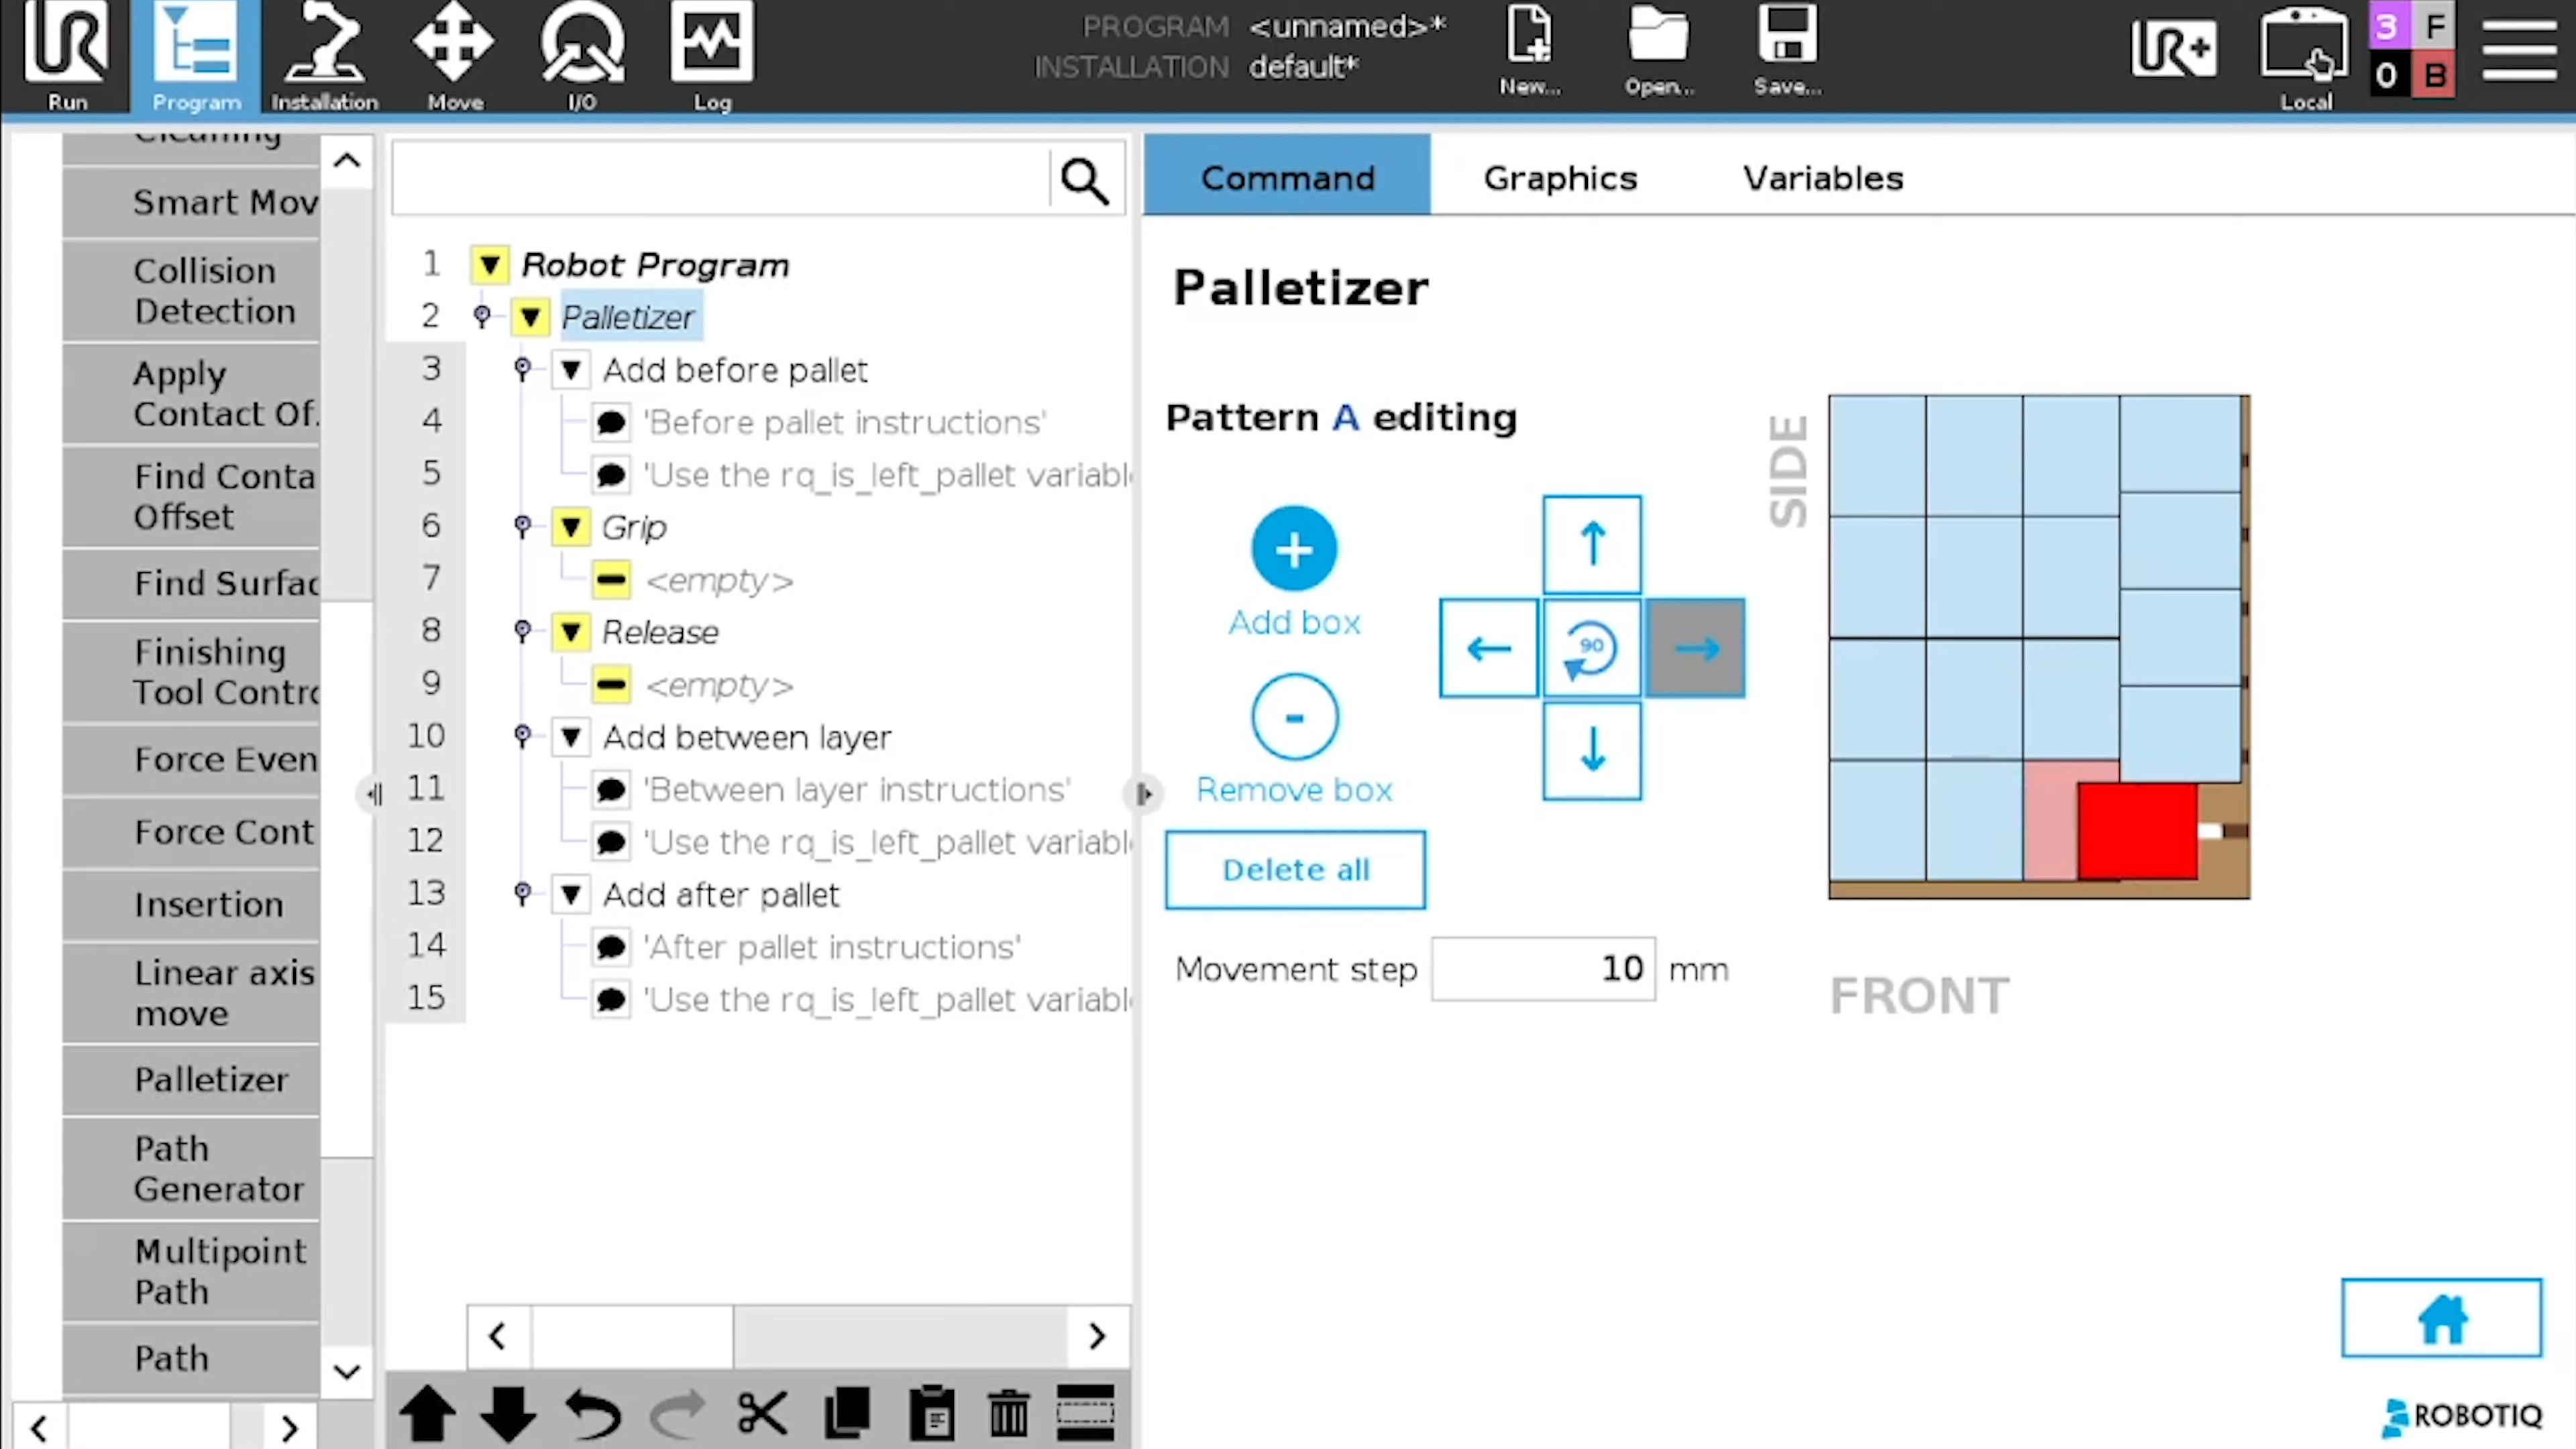 PROGRAM <unnamed>*
INSTALLATION default*
Run
Program
Installation
Move
I/O
Log
New...
Open...
Save...
Local
3 F
0 B
Cleaning
Smart Mov
Collision
Detection
Apply
Contact Of.
Find Conta
Offset
Find Surfac
Finishing
Tool Contro
Force Even
Force Cont
Insertion
Linear axis
move
Palletizer
Path
Generator
Multipoint
Path
Path
1 Robot Program
2 Palletizer
3 Add before pallet
4 'Before pallet instructions'
5 'Use the rq_is_left_pallet variabl
6 Grip
7 <empty>
8 Release
9 <empty>
10 Add between layer
11 'Between layer instructions'
12 'Use the rq_is_left_pallet variabl
13 Add after pallet
14 'After pallet instructions'
15 'Use the rq_is_left_pallet variabl
Command Graphics Variables
Palletizer
Pattern A editing
+
Add box
-
Remove box
Delete all
90
Movement step 10 mm
SIDE
FRONT
ROBOTIQ